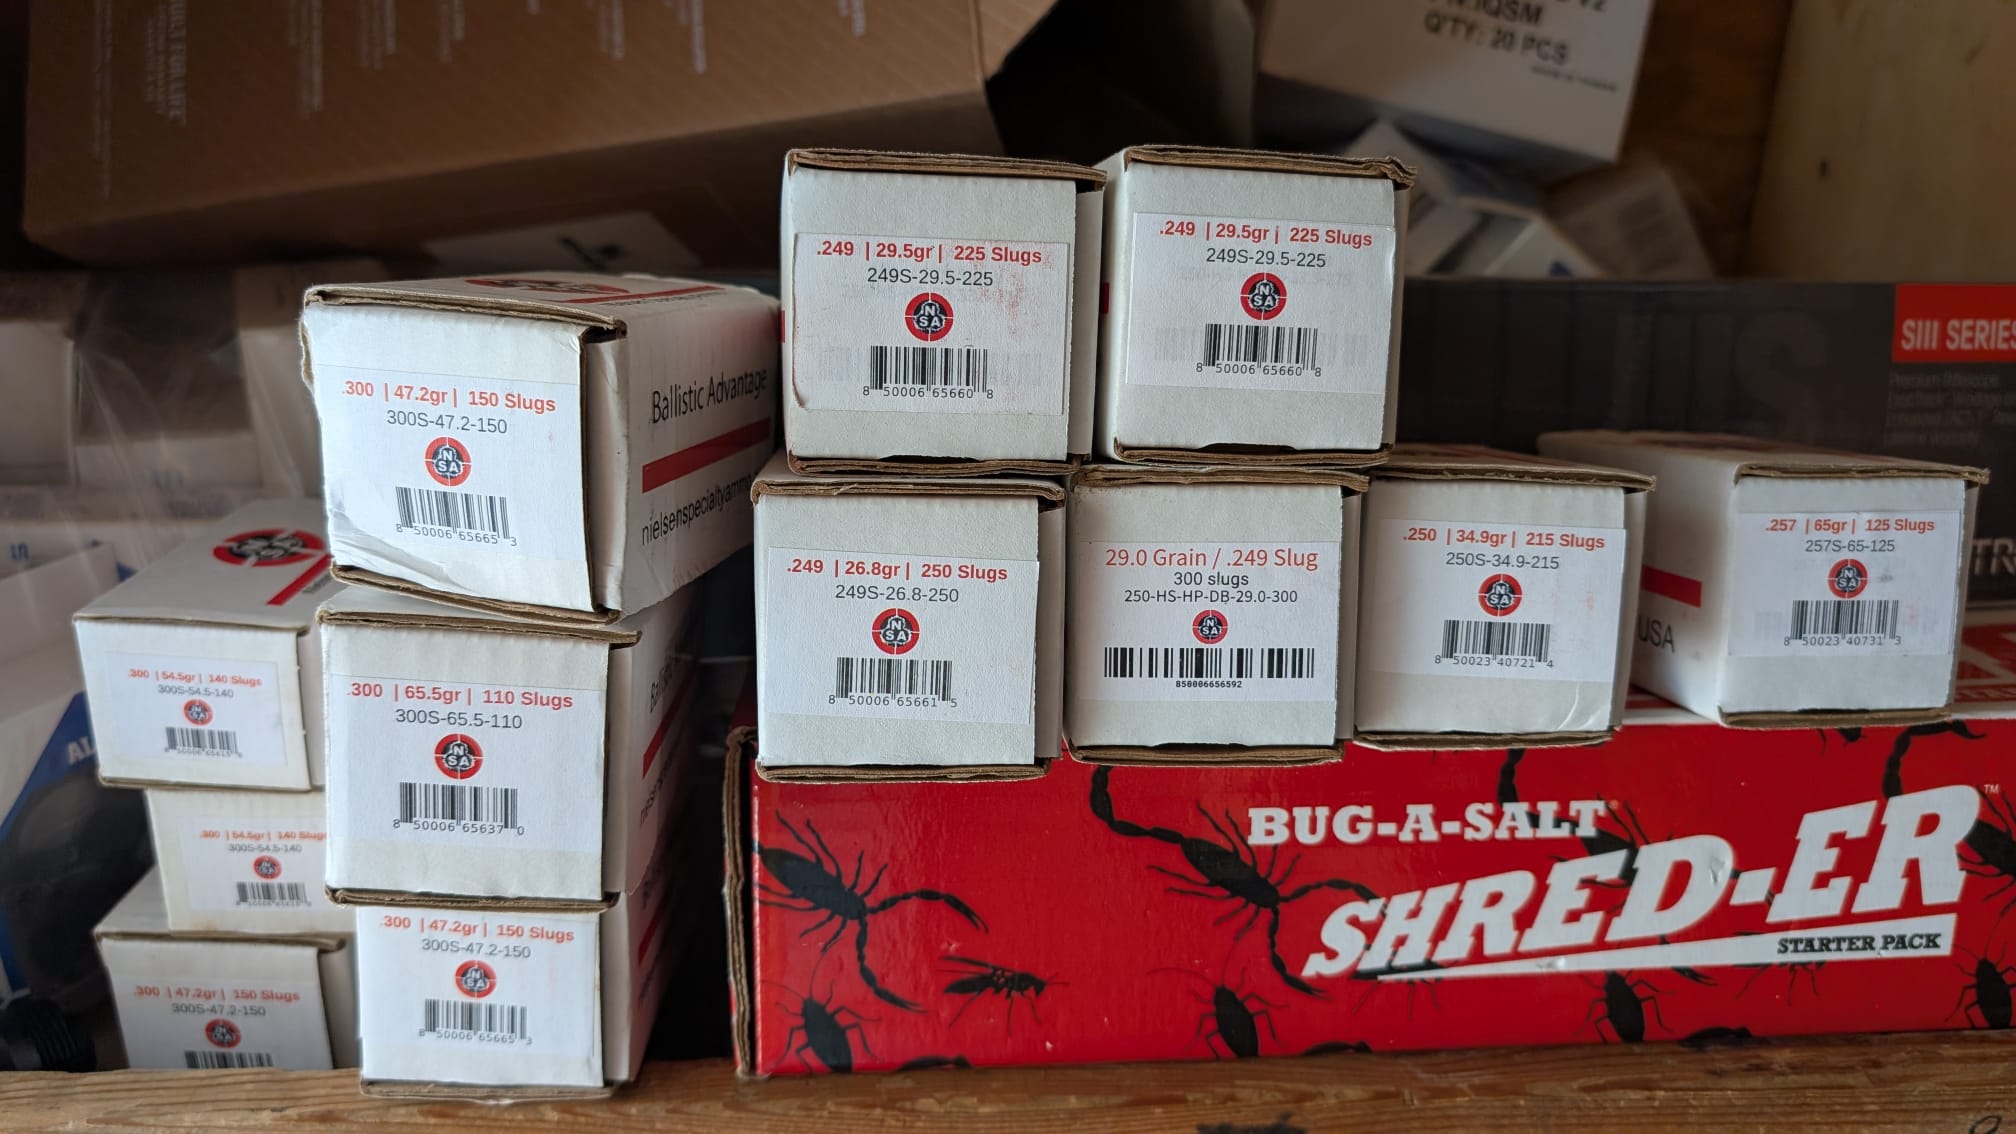 QTY: 20 PCS
SIII SERIES
.249 | 29.5gr | 225 Slugs
249S-29.5-225
NSA
8 50006 65660 8
.249 | 29.5gr | 225 Slugs
249S-29.5-225
NSA
8 50006 65660 8
.300 | 47.2gr | 150 Slugs
300S-47.2-150
NSA
8 50006 65665 3
Ballistic Advantage
nielsenspecialtyammo.
.249 | 26.8gr | 250 Slugs
249S-26.8-250
NSA
8 50006 65661 5
29.0 Grain / .249 Slug
300 slugs
250-HS-HP-DB-29.0-300
NSA
850006656592
.250 | 34.9gr | 215 Slugs
250S-34.9-215
NSA
8 50023 40721 4
USA
.257 | 65gr | 125 Slugs
257S-65-125
NSA
8 50023 40731 3
.300 | 54.5gr | 140 Slugs
300S-54.5-140
NSA
.300 | 65.5gr | 110 Slugs
300S-65.5-110
NSA
8 50006 65637 0
.300 | 54.5gr | 140 Slugs
300S-54.5-140
NSA
.300 | 47.2gr | 150 Slugs
300S-47.2-150
NSA
8 50006 65665 3
.300 | 47.2gr | 150 Slugs
300S-47.2-150
NSA
BUG-A-SALT
SHRED-ER™
STARTER PACK